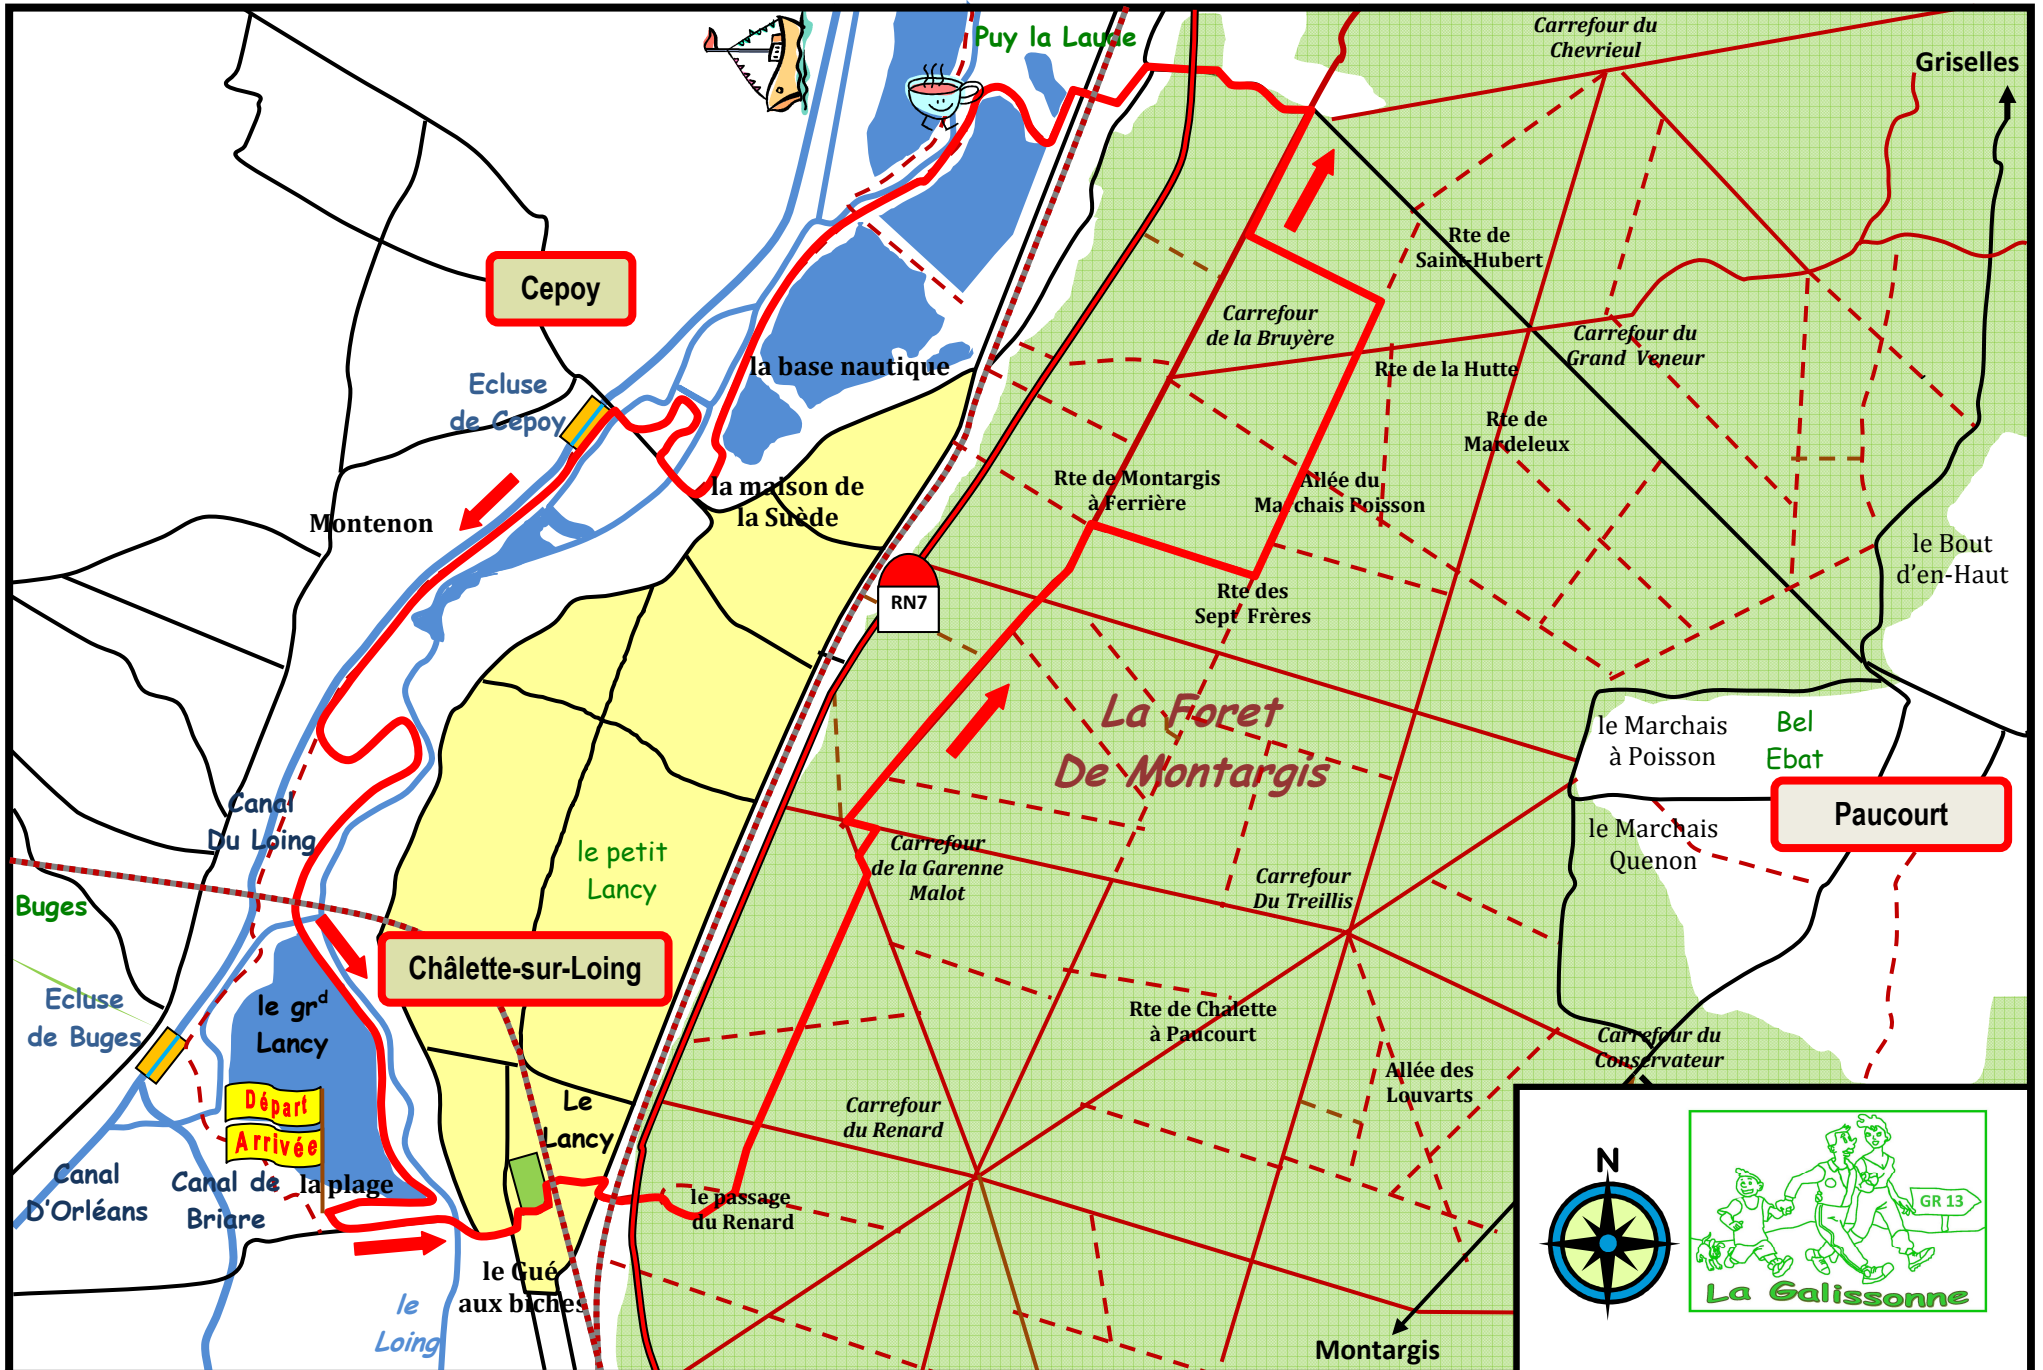 Puy la Laude
Carrefour du
Chevrieul
Griselles
Cepoy
Rte de
Saint-Hubert
Carrefour
de la Bruyère
Carrefour du
Grand Veneur
la base nautique
Rte de la Hutte
Ecluse
de Cepoy
Rte de
Mardeleux
la maison de
la Suède
Rte de Montargis
à Ferrière
Allée du
Marchais Poisson
Montenon
le Bout
d'en-Haut
RN7
Rte des
Sept Frères
La Foret
De Montargis
le Marchais
à Poisson
Bel
Ebat
Canal
Du Loing
Paucourt
le petit
Lancy
Carrefour
de la Garenne
Malot
le Marchais
Quenon
Carrefour
Du Treillis
Buges
Châlette-sur-Loing
Ecluse
de Buges
le grd
Lancy
Rte de Chalette
à Paucourt
Carrefour du
Conservateur
Allée des
Louvarts
Départ
Arrivée
Le
Lancy
Carrefour
du Renard
Canal
D'Orléans
Canal de
Briare
la plage
le passage
du Renard
le Gué
aux biches
le
Loing
Montargis
N
GR 13
La Galissonne